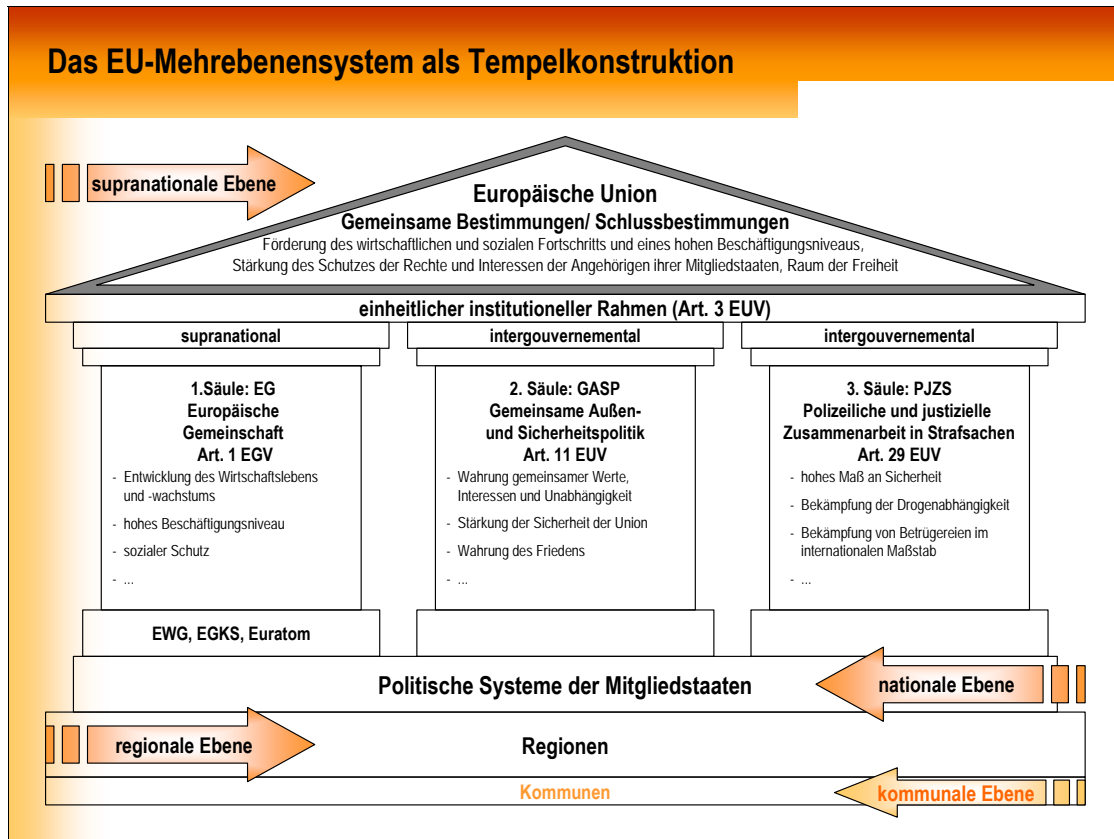 Das EU-Mehrebenensystem als Tempelkonstruktion
supranationale Ebene
Europäische Union
Gemeinsame Bestimmungen/ Schlussbestimmungen
Förderung des wirtschaftlichen und sozialen Fortschritts und eines hohen Beschäftigungsniveaus,
Stärkung des Schutzes der Rechte und Interessen der Angehörigen ihrer Mitgliedstaaten, Raum der Freiheit
einheitlicher institutioneller Rahmen (Art. 3 EUV)
supranational
1.Säule: EG
Europäische
Gemeinschaft
Art. 1 EGV
- Entwicklung des Wirtschaftslebens
und -wachstums
- hohes Beschäftigungsniveau
- sozialer Schutz
- ...
EWG, EGKS, Euratom
intergouvernemental
2. Säule: GASP
Gemeinsame Außen-
und Sicherheitspolitik
Art. 11 EUV
- Wahrung gemeinsamer Werte,
Interessen und Unabhängigkeit
- Stärkung der Sicherheit der Union
- Wahrung des Friedens
- ...
intergouvernemental
3. Säule: PJZS
Polizeiliche und justizielle
Zusammenarbeit in Strafsachen
Art. 29 EUV
- hohes Maß an Sicherheit
- Bekämpfung der Drogenabhängigkeit
- Bekämpfung von Betrügereien im
internationalen Maßstab
- ...
Politische Systeme der Mitgliedstaaten
nationale Ebene
regionale Ebene
Regionen
Kommunen
kommunale Ebene